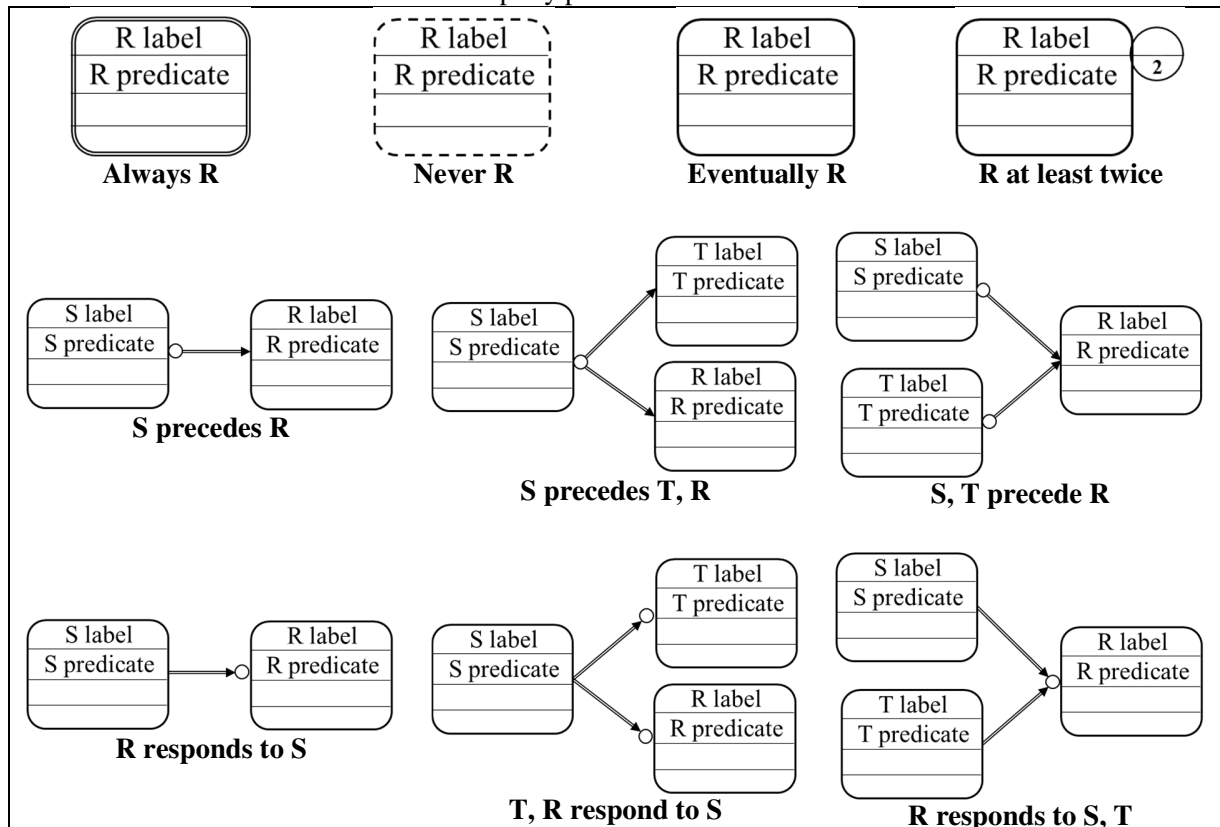 R label
R predicate
Always R
R label
R predicate
Never R
R label
R predicate
Eventually R
R label
R predicate
2
R at least twice
S label
S predicate
R label
R predicate
S precedes R
S label
S predicate
T label
T predicate
R label
R predicate
S precedes T, R
S label
S predicate
T label
T predicate
R label
R predicate
S, T precede R
S label
S predicate
R label
R predicate
R responds to S
S label
S predicate
T label
T predicate
R label
R predicate
T, R respond to S
S label
S predicate
T label
T predicate
R label
R predicate
R responds to S, T